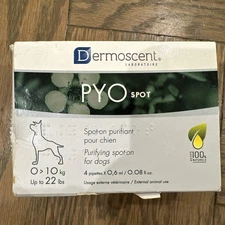 Dermoscent®
LABORATOIRE
PYO SPOT
Spot-on purifiant
pour chien
Purifying spot-on
for dogs
0 > 10 kg
Up to 22 lbs
4 pipettes x 0,6 ml / 0.08 fl oz.
Usage externe vétérinaire / External animal use
100%